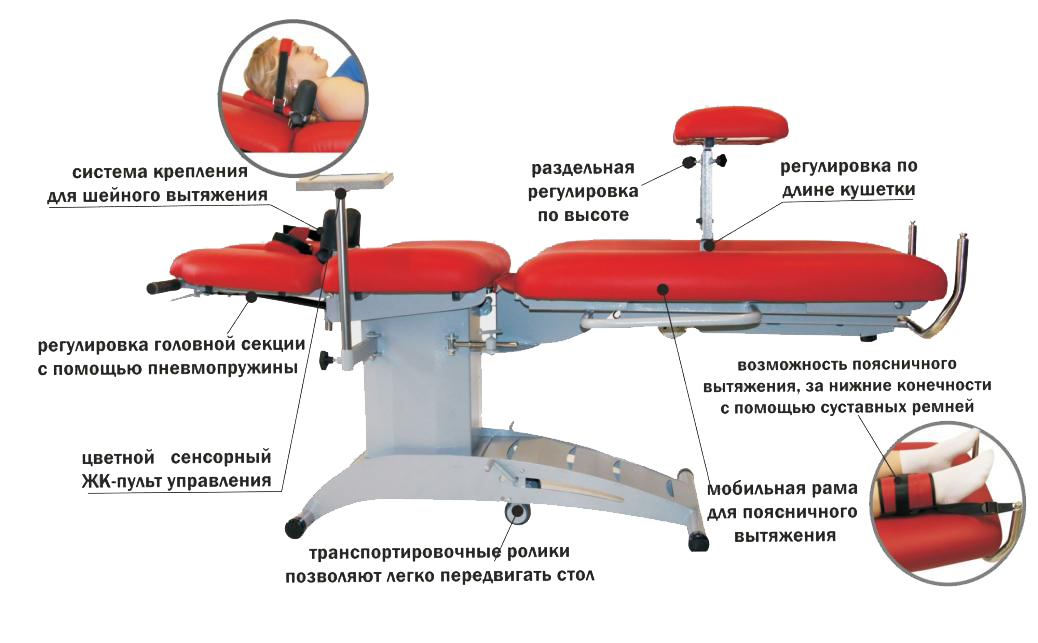 система крепления
для шейного вытяжения
раздельная
регулировка
по высоте
регулировка по
длине кушетки
регулировка головной секции
с помощью пневмопружины
возможность поясничного
вытяжения, за нижние конечности
с помощью суставных ремней
цветной сенсорный
ЖК-пульт управления
мобильная рама
для поясничного
вытяжения
транспортировочные ролики
позволяют легко передвигать стол